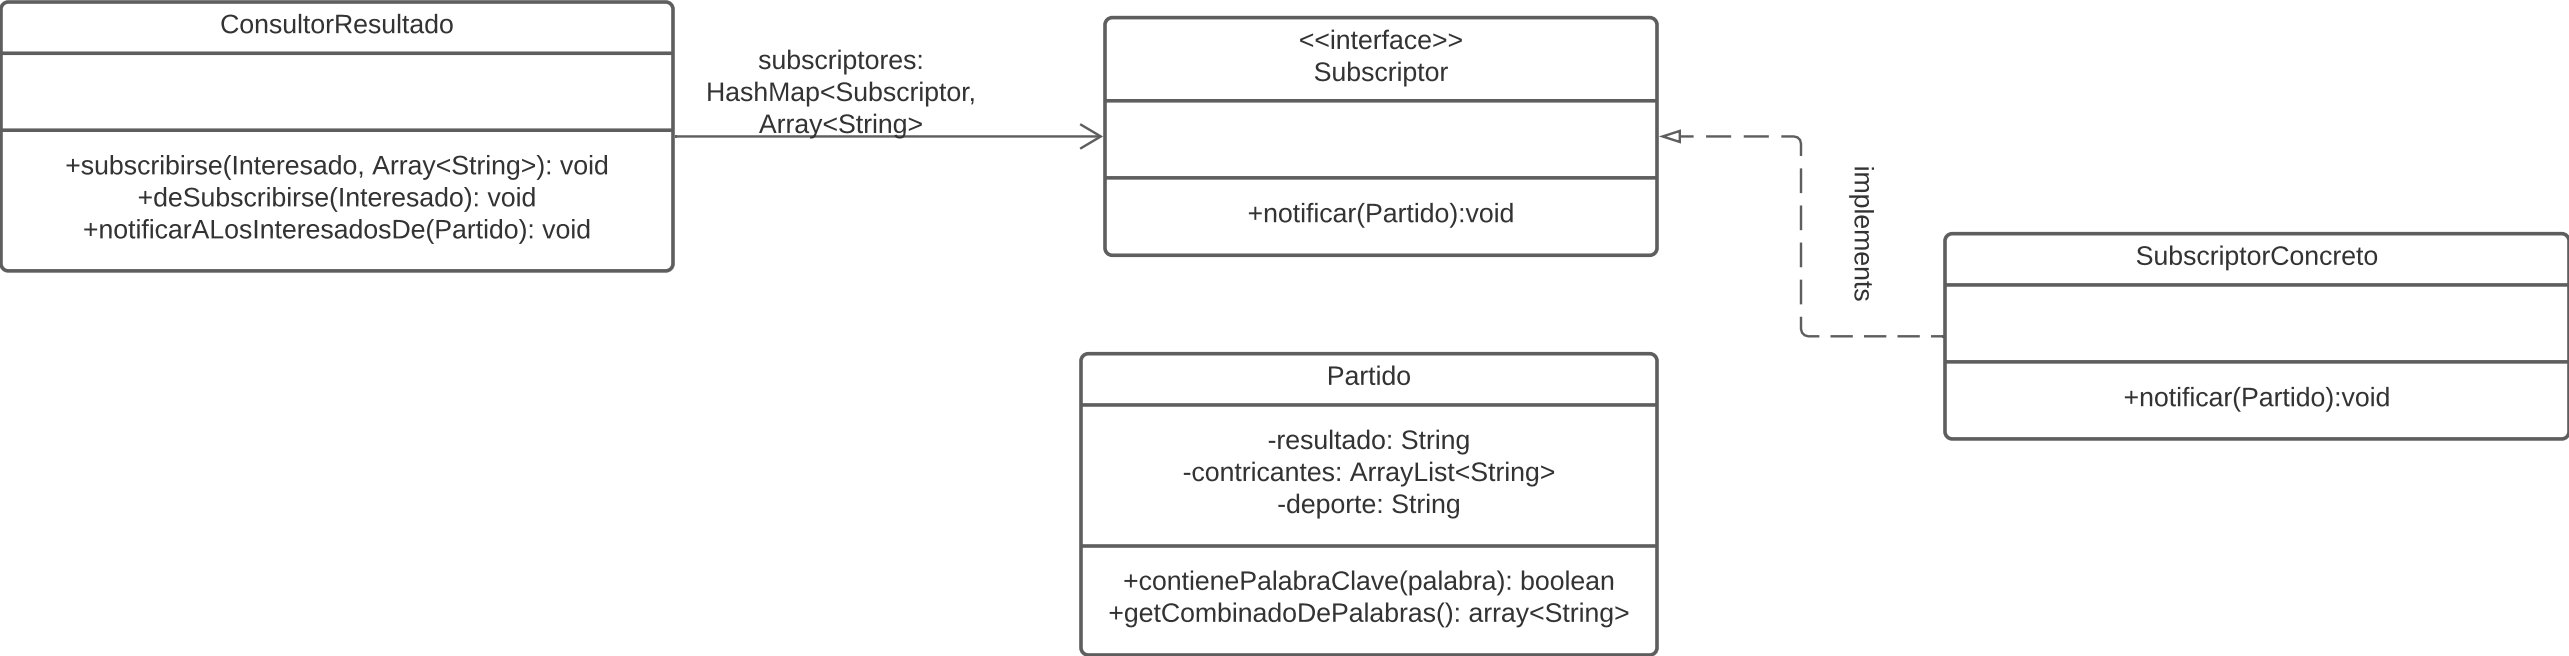 ConsultorResultado
+subscribirse(Interesado, Array<String>): void
+deSubscribirse(Interesado): void
+notificarALosInteresadosDe(Partido): void
subscriptores:
HashMap<Subscriptor,
Array<String>
<<interface>>
Subscriptor
+notificar(Partido):void
implements
SubscriptorConcreto
+notificar(Partido):void
Partido
-resultado: String
-contricantes: ArrayList<String>
-deporte: String
+contienePalabraClave(palabra): boolean
+getCombinadoDePalabras(): array<String>